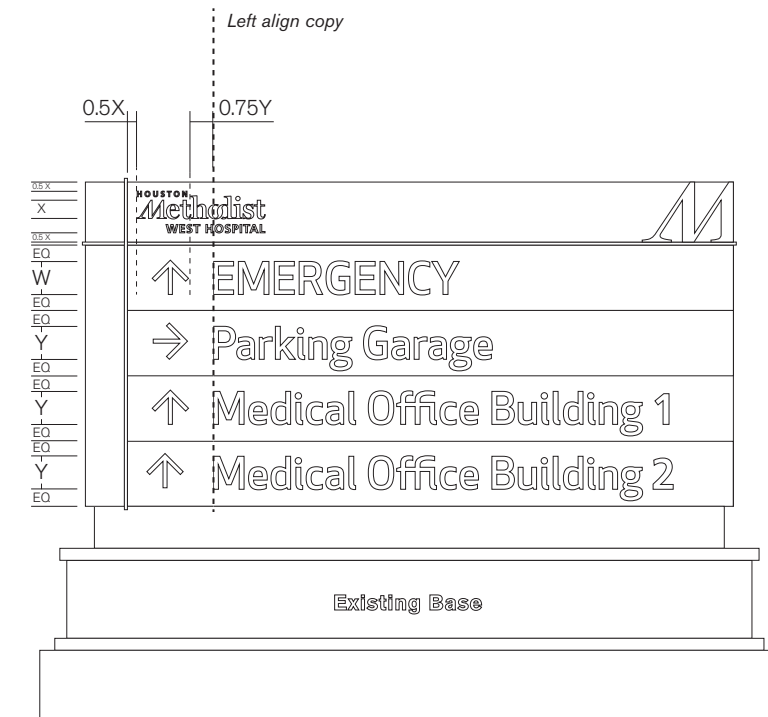 Left align copy
0.5X 0.75Y
0.5 X
X
0.5 X
HOUSTON
Methodist
WEST HOSPITAL
M
EQ
W
EQ
EMERGENCY
EQ
Y
EQ
Parking Garage
EQ
Y
EQ
Medical Office Building 1
EQ
Y
EQ
Medical Office Building 2
Existing Base